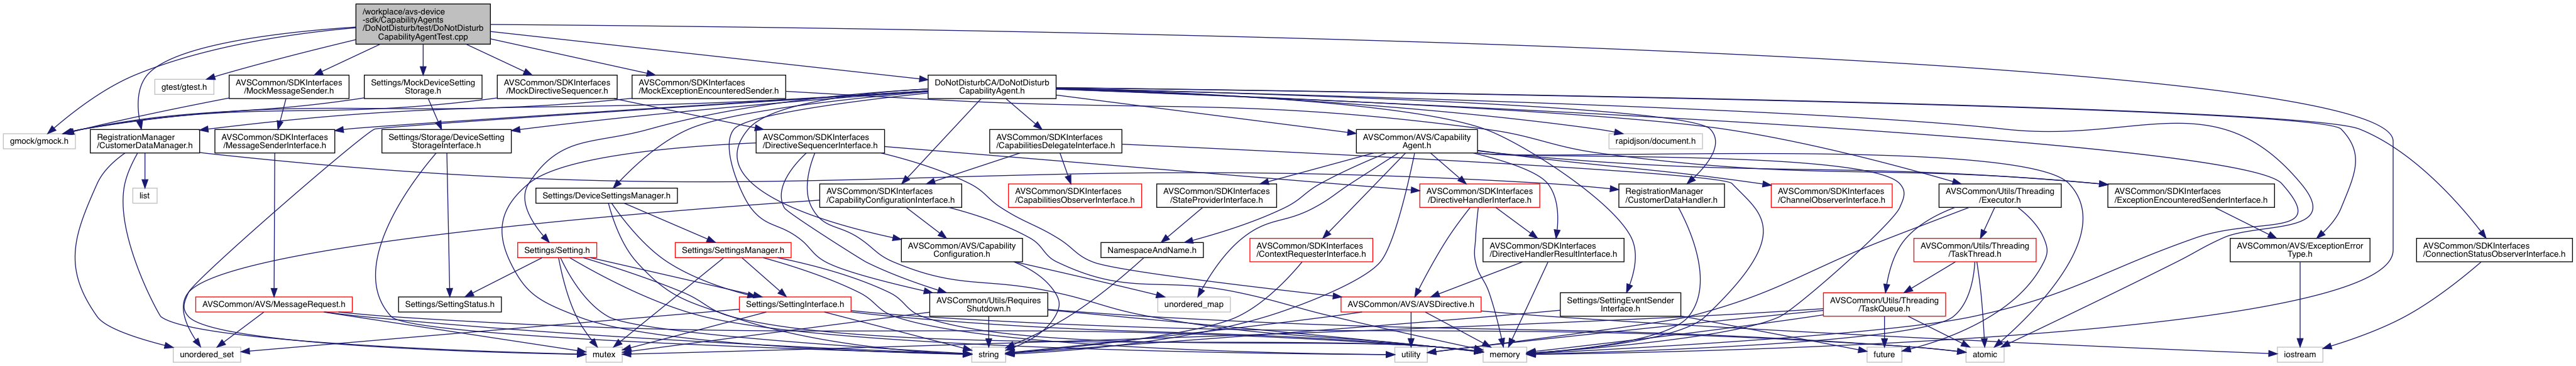 /workplace/avs-device
-sdk/CapabilityAgents
/DoNotDisturb/test/DoNotDisturb
CapabilityAgentTest.cpp
gtest/gtest.h
AVSCommon/SDKInterfaces
/MockMessageSender.h
Settings/MockDeviceSetting
Storage.h
AVSCommon/SDKInterfaces
/MockDirectiveSequencer.h
AVSCommon/SDKInterfaces
/MockExceptionEncounteredSender.h
DoNotDisturbCA/DoNotDisturb
CapabilityAgent.h
gmock/gmock.h
RegistrationManager
/CustomerDataManager.h
AVSCommon/SDKInterfaces
/MessageSenderInterface.h
Settings/Storage/DeviceSetting
StorageInterface.h
AVSCommon/SDKInterfaces
/DirectiveSequencerInterface.h
AVSCommon/SDKInterfaces
/CapabilitiesDelegateInterface.h
AVSCommon/AVS/Capability
Agent.h
rapidjson/document.h
list
Settings/DeviceSettingsManager.h
AVSCommon/SDKInterfaces
/CapabilityConfigurationInterface.h
AVSCommon/SDKInterfaces
/CapabilitiesObserverInterface.h
AVSCommon/SDKInterfaces
/StateProviderInterface.h
AVSCommon/SDKInterfaces
/DirectiveHandlerInterface.h
RegistrationManager
/CustomerDataHandler.h
AVSCommon/SDKInterfaces
/ChannelObserverInterface.h
AVSCommon/Utils/Threading
/Executor.h
AVSCommon/SDKInterfaces
/ExceptionEncounteredSenderInterface.h
Settings/Setting.h
Settings/SettingsManager.h
AVSCommon/AVS/Capability
Configuration.h
NamespaceAndName.h
AVSCommon/SDKInterfaces
/ContextRequesterInterface.h
AVSCommon/SDKInterfaces
/DirectiveHandlerResultInterface.h
AVSCommon/Utils/Threading
/TaskThread.h
AVSCommon/AVS/ExceptionError
Type.h
AVSCommon/SDKInterfaces
/ConnectionStatusObserverInterface.h
AVSCommon/AVS/MessageRequest.h
Settings/SettingStatus.h
Settings/SettingInterface.h
AVSCommon/Utils/Requires
Shutdown.h
unordered_map
AVSCommon/AVS/AVSDirective.h
Settings/SettingEventSender
Interface.h
AVSCommon/Utils/Threading
/TaskQueue.h
unordered_set
mutex
string
utility
memory
future
atomic
iostream